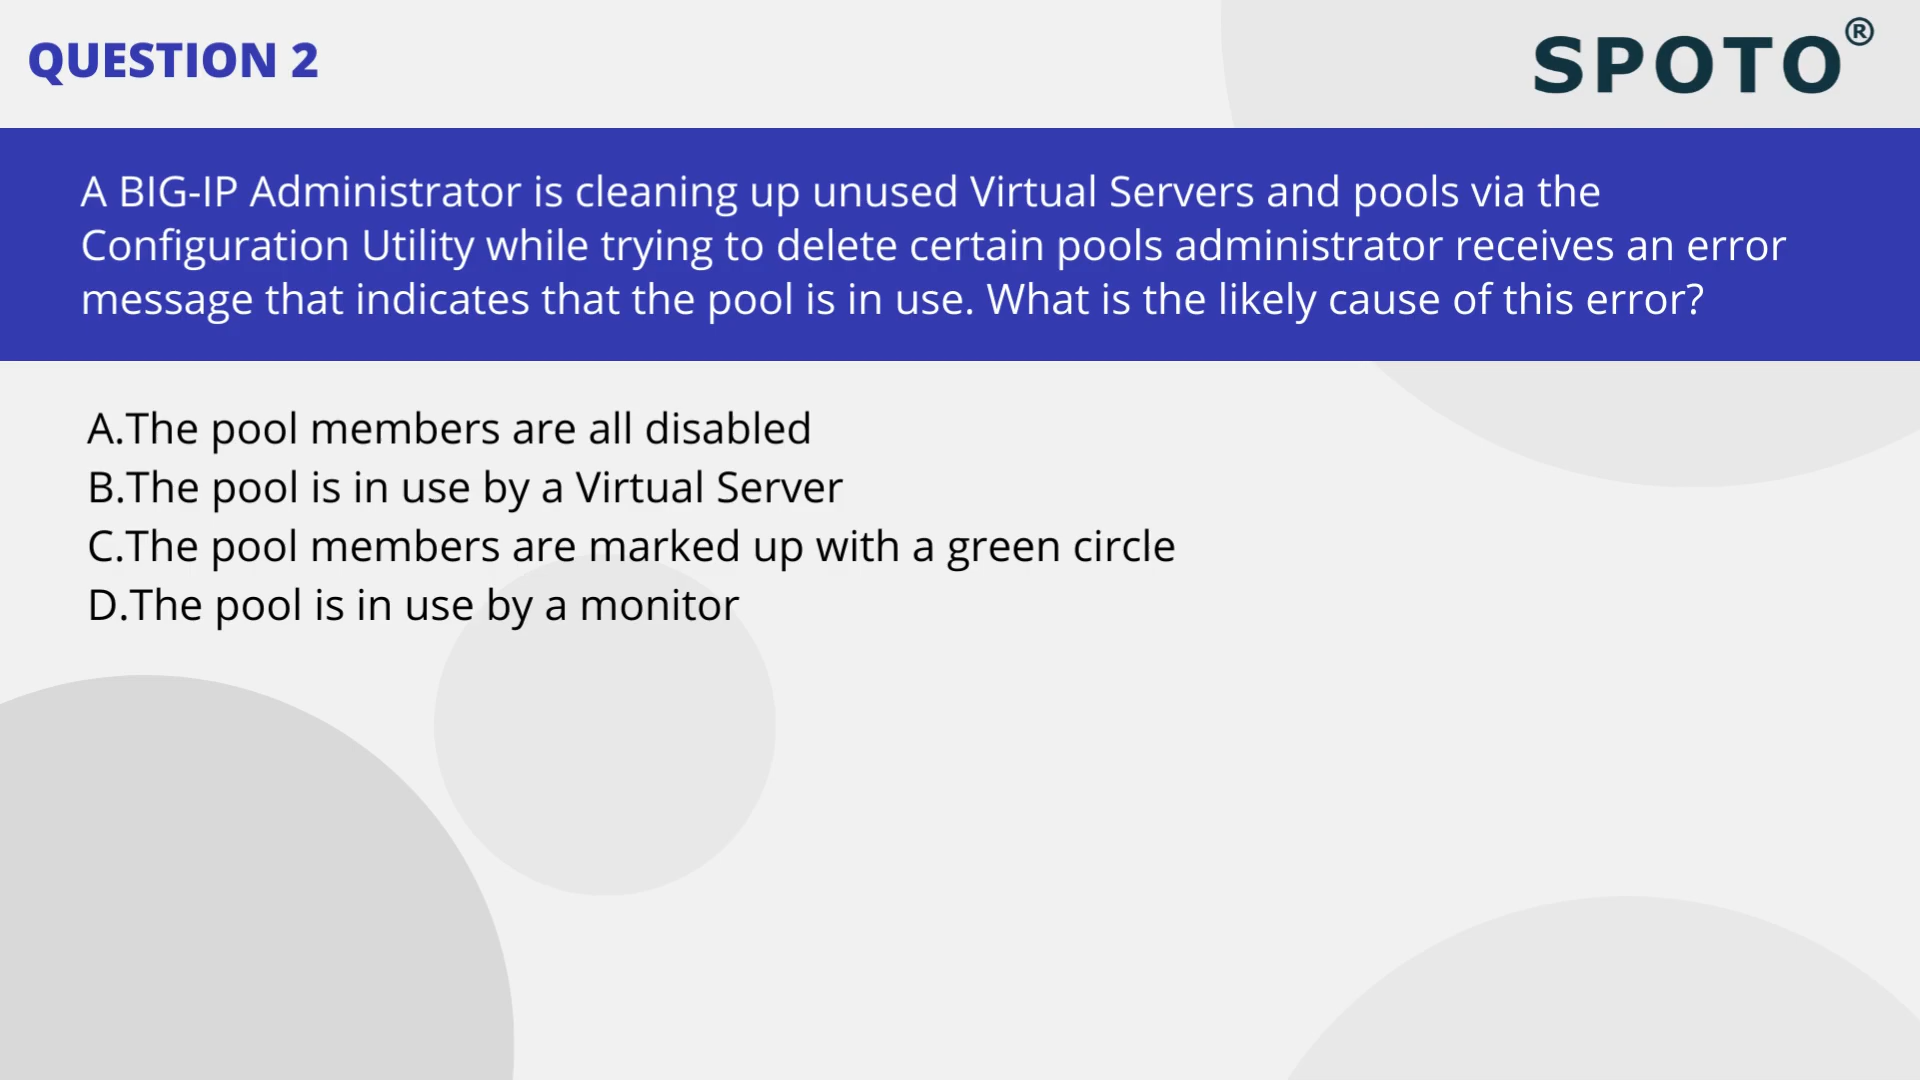 QUESTION 2
SPOTO®
A BIG-IP Administrator is cleaning up unused Virtual Servers and pools via the
Configuration Utility while trying to delete certain pools administrator receives an error
message that indicates that the pool is in use. What is the likely cause of this error?
A.The pool members are all disabled
B.The pool is in use by a Virtual Server
C.The pool members are marked up with a green circle
D.The pool is in use by a monitor